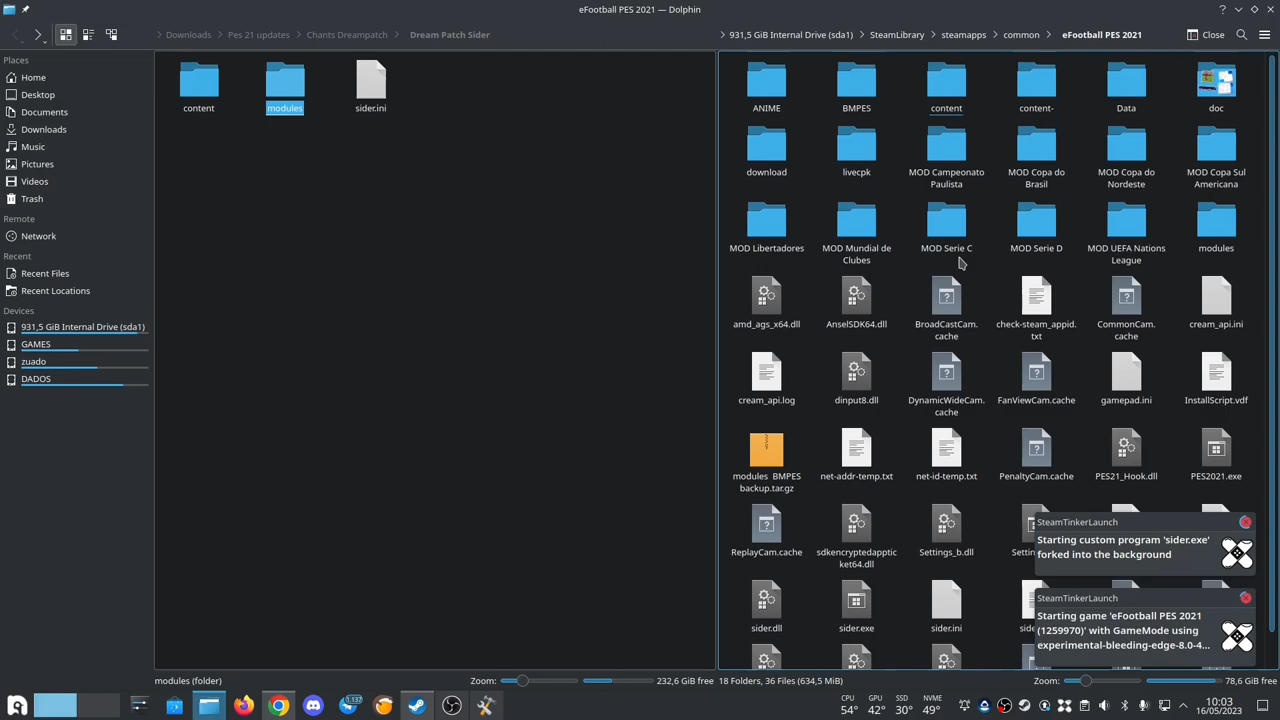 eFootball PES 2021 — Dolphin
Downloads
Pes 21 updates
Chants Dreampatch
Dream Patch Sider
931,5 GiB Internal Drive (sda1)
SteamLibrary
steamapps
common
eFootball PES 2021
Close
Places
Home
Desktop
Documents
Downloads
Music
Pictures
Videos
Trash
Remote
Network
Recent
Recent Files
Recent Locations
Devices
931,5 GiB Internal Drive (sda1)
GAMES
zuado
DADOS
content
modules
sider.ini
ANIME
BMPES
content
content-
Data
doc
download
livecpk
MOD Campeonato
Paulista
MOD Copa do
Brasil
MOD Copa do
Nordeste
MOD Copa Sul
Americana
MOD Libertadores
MOD Mundial de
Clubes
MOD Serie C
MOD Serie D
MOD UEFA Nations
League
modules
amd_ags_x64.dll
AnselSDK64.dll
BroadCastCam.
cache
check-steam_appid.
txt
CommonCam.
cache
cream_api.ini
cream_api.log
dinput8.dll
DynamicWideCam.
cache
FanViewCam.cache
gamepad.ini
InstallScript.vdf
modules BMPES
backup.tar.gz
net-addr-temp.txt
net-id-temp.txt
PenaltyCam.cache
PES21_Hook.dll
PES2021.exe
ReplayCam.cache
sdkencryptedapptic
ket64.dll
Settings_b.dll
sider.dll
sider.exe
sider.ini
SteamTinkerLaunch
Starting custom program 'sider.exe'
forked into the background
SteamTinkerLaunch
Starting game 'eFootball PES 2021
(1259970)' with GameMode using
experimental-bleeding-edge-8.0-4...
modules (folder)
Zoom:
232,6 GiB free
18 Folders, 36 Files (634,5 MiB)
Zoom:
78,6 GiB free
1.137
CPU
54°
GPU
42°
SSD
30°
NVME
49°
10:03
16/05/2023